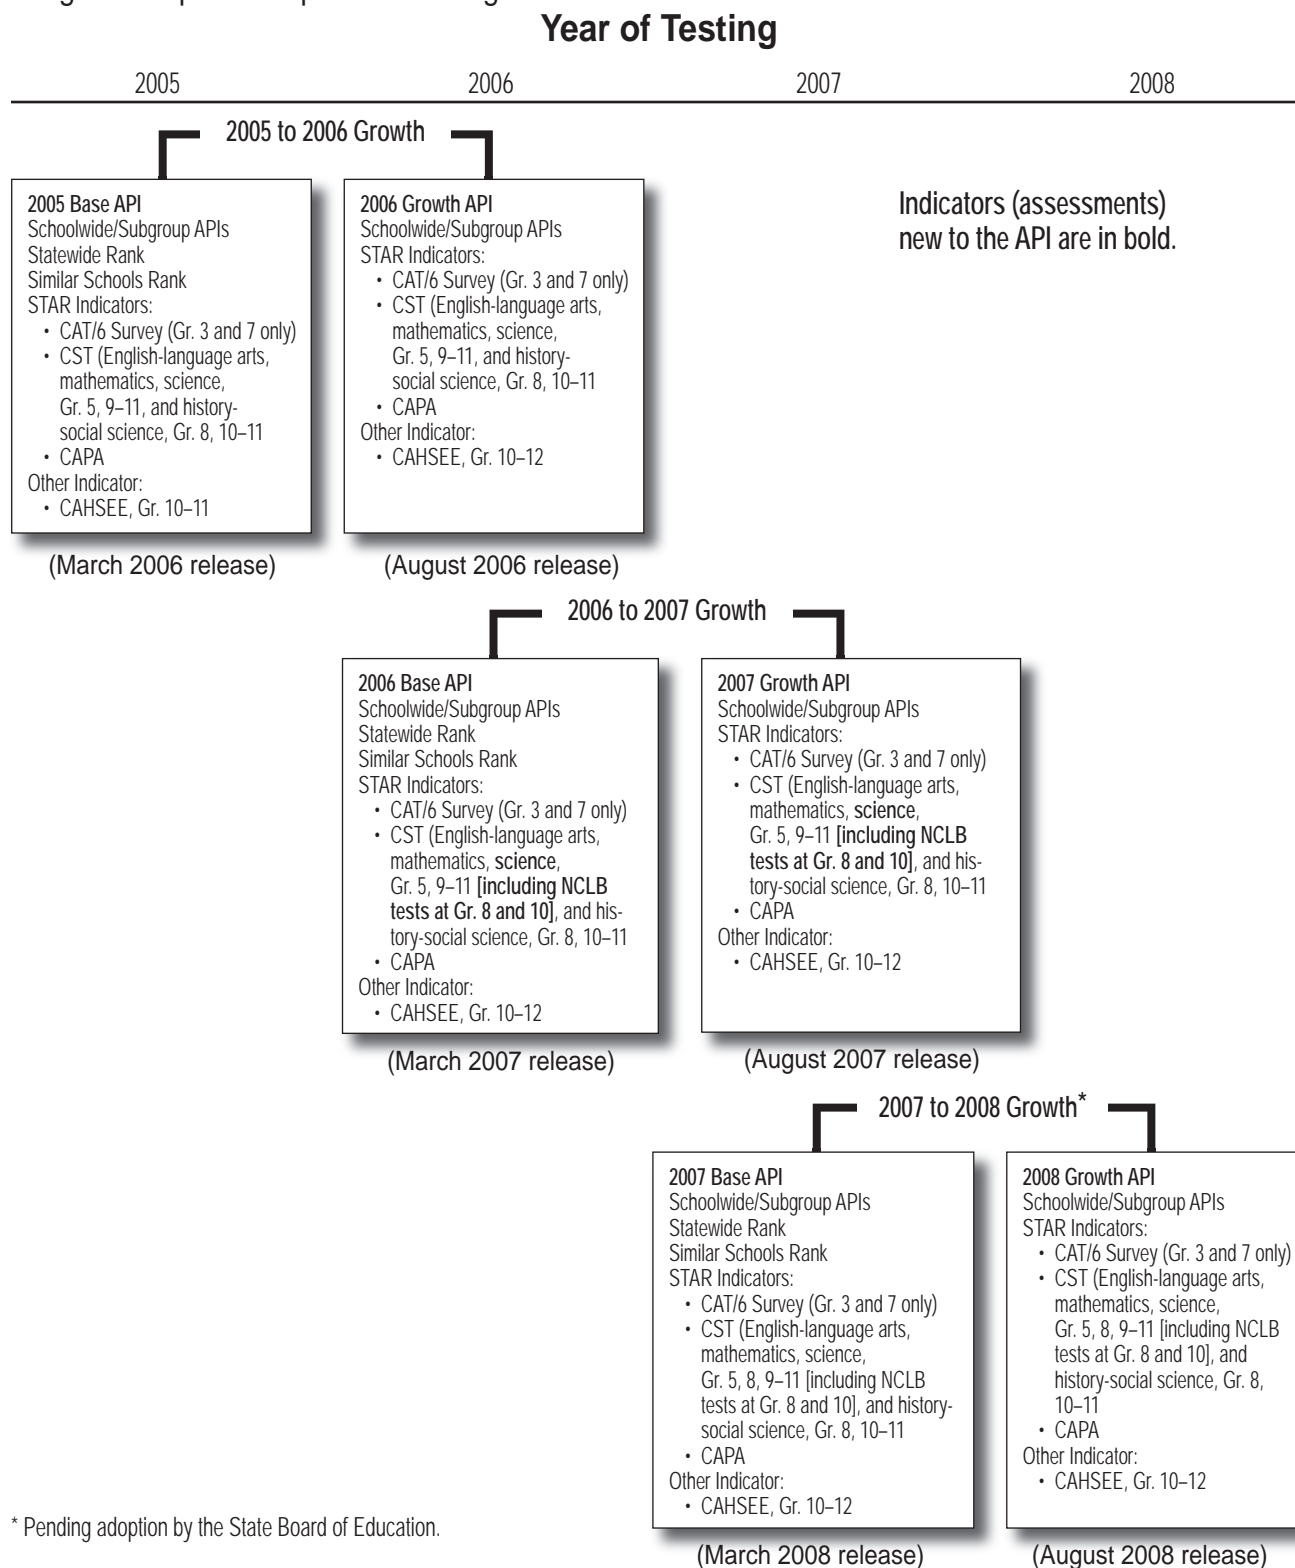 Year of Testing
2005 2006 2007 2008
2005 to 2006 Growth
Indicators (assessments)
new to the API are in bold.
2005 Base API
Schoolwide/Subgroup APIs
Statewide Rank
Similar Schools Rank
STAR Indicators:
• CAT/6 Survey (Gr. 3 and 7 only)
• CST (English-language arts,
mathematics, science,
Gr. 5, 9–11, and history-
social science, Gr. 8, 10–11
• CAPA
Other Indicator:
• CAHSEE, Gr. 10–11
(March 2006 release)
2006 Growth API
Schoolwide/Subgroup APIs
STAR Indicators:
• CAT/6 Survey (Gr. 3 and 7 only)
• CST (English-language arts,
mathematics, science,
Gr. 5, 9–11, and history-
social science, Gr. 8, 10–11
• CAPA
Other Indicator:
• CAHSEE, Gr. 10–12
(August 2006 release)
2006 to 2007 Growth
2006 Base API
Schoolwide/Subgroup APIs
Statewide Rank
Similar Schools Rank
STAR Indicators:
• CAT/6 Survey (Gr. 3 and 7 only)
• CST (English-language arts,
mathematics, science,
Gr. 5, 9–11 [including NCLB
tests at Gr. 8 and 10], and his-
tory-social science, Gr. 8, 10–11
• CAPA
Other Indicator:
• CAHSEE, Gr. 10–12
(March 2007 release)
2007 Growth API
Schoolwide/Subgroup APIs
STAR Indicators:
• CAT/6 Survey (Gr. 3 and 7 only)
• CST (English-language arts,
mathematics, science,
Gr. 5, 9–11 [including NCLB
tests at Gr. 8 and 10], and his-
tory-social science, Gr. 8, 10–11
• CAPA
Other Indicator:
• CAHSEE, Gr. 10–12
(August 2007 release)
2007 to 2008 Growth*
2007 Base API
Schoolwide/Subgroup APIs
Statewide Rank
Similar Schools Rank
STAR Indicators:
• CAT/6 Survey (Gr. 3 and 7 only)
• CST (English-language arts,
mathematics, science,
Gr. 5, 8, 9–11 [including NCLB
tests at Gr. 8 and 10], and history-
social science, Gr. 8, 10–11
• CAPA
Other Indicator:
• CAHSEE, Gr. 10–12
(March 2008 release)
2008 Growth API
Schoolwide/Subgroup APIs
STAR Indicators:
• CAT/6 Survey (Gr. 3 and 7 only)
• CST (English-language arts,
mathematics, science,
Gr. 5, 8, 9–11 [including NCLB
tests at Gr. 8 and 10], and
history-social science, Gr. 8,
10–11
• CAPA
Other Indicator:
• CAHSEE, Gr. 10–12
(August 2008 release)
* Pending adoption by the State Board of Education.